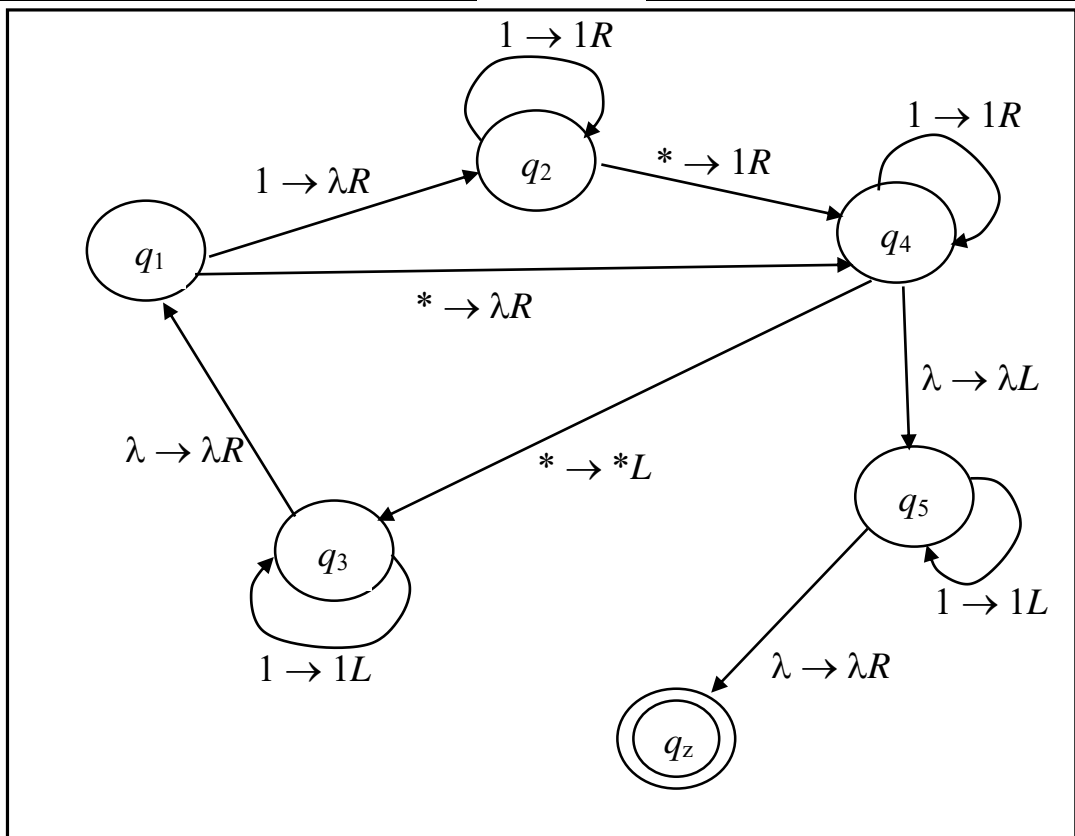 1 → 1R
1 → 1R
q₂
* → 1R
1 → λR
q₄
q₁
* → λR
λ → λL
λ → λR
* → *L
q₅
q₃
1 → 1L
1 → 1L
λ → λR
q_z